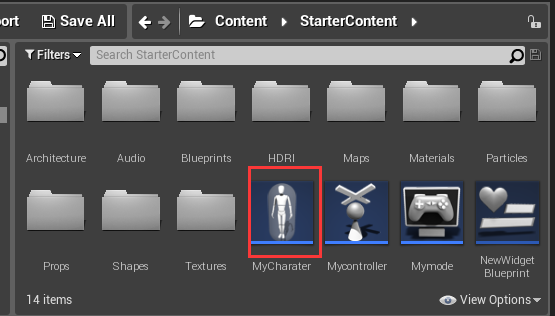 ort Save All Content StarterContent
Filters Search StarterContent
Architecture Audio Blueprints HDRI Maps Materials Particles
Props Shapes Textures MyCharater Mycontroller Mymode NewWidget
Blueprint
14 items View Options